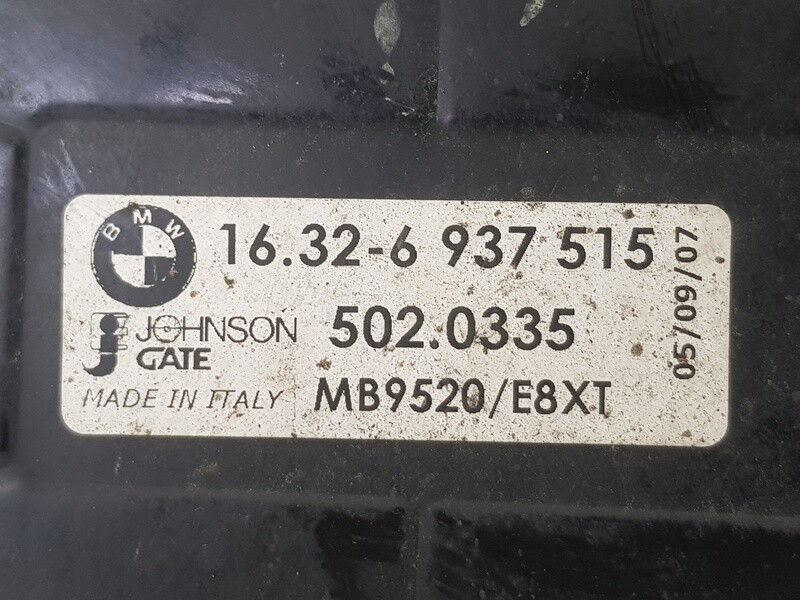 BMW
16.32-6 937 515
JOHNSON
GATE
502.0335
MADE IN ITALY
MB9520/E8XT
05/09/07